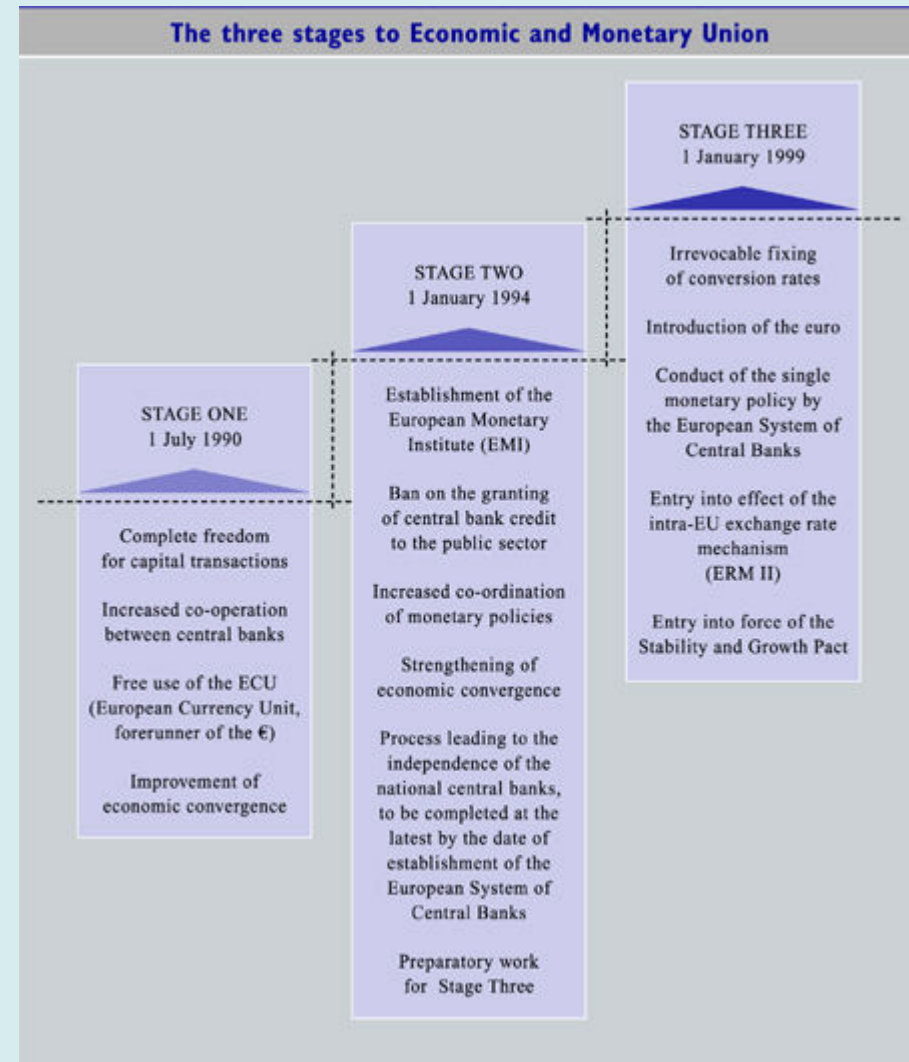 The three stages to Economic and Monetary Union
STAGE ONE
1 July 1990
Complete freedom
for capital transactions
Increased co-operation
between central banks
Free use of the ECU
(European Currency Unit,
forerunner of the €)
Improvement of
economic convergence
STAGE TWO
1 January 1994
Establishment of the
European Monetary
Institute (EMI)
Ban on the granting
of central bank credit
to the public sector
Increased co-ordination
of monetary policies
Strengthening of
economic convergence
Process leading to the
independence of the
national central banks,
to be completed at the
latest by the date of
establishment of the
European System of
Central Banks
Preparatory work
for Stage Three
STAGE THREE
1 January 1999
Irrevocable fixing
of conversion rates
Introduction of the euro
Conduct of the single
monetary policy by
the European System of
Central Banks
Entry into effect of the
intra-EU exchange rate
mechanism
(ERM II)
Entry into force of the
Stability and Growth Pact